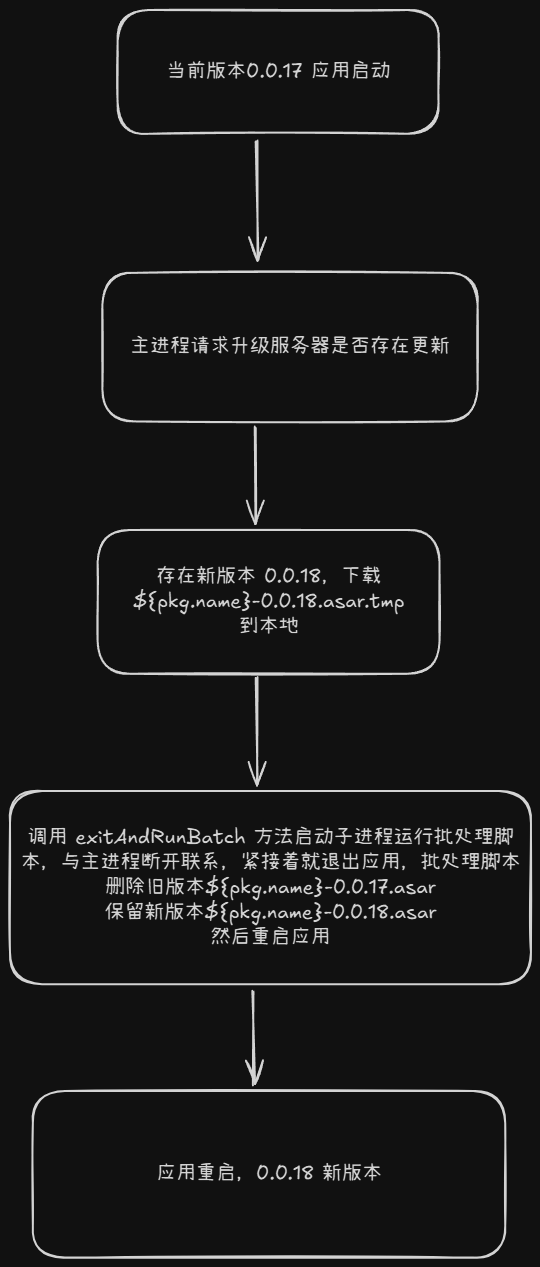 当前版本0.0.17 应用启动
主进程请求升级服务器是否存在更新
存在新版本 0.0.18，下载
${pkg.name}-0.0.18.asar.tmp
到本地
调用 exitAndRunBatch 方法启动子进程运行批处理脚
本，与主进程断开联系，紧接着就退出应用，批处理脚本
删除旧版本${pkg.name}-0.0.17.asar
保留新版本${pkg.name}-0.0.18.asar
然后重启应用
应用重启，0.0.18 新版本